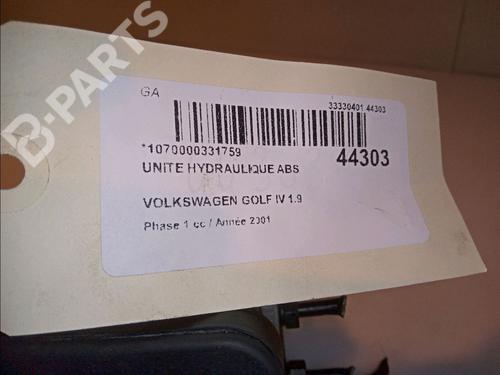 B-PARTS
GA
33330401 44303
*1070000331759
44303
UNITE HYDRAULIQUE ABS
VOLKSWAGEN GOLF IV 1.9
Phase 1 cc / Année 2001